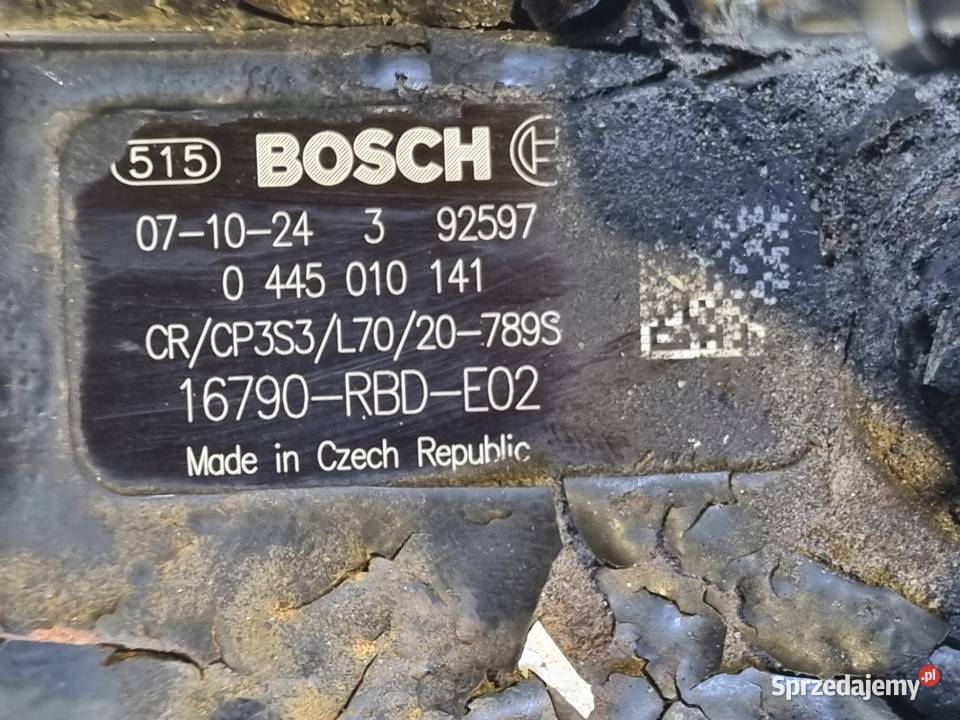 515 BOSCH
07-10-24 3 92597
0 445 010 141
CR/CP3S3/L70/20-789S
16790-RBD-E02
Made in Czech Republic
Sprzedajemy.pl